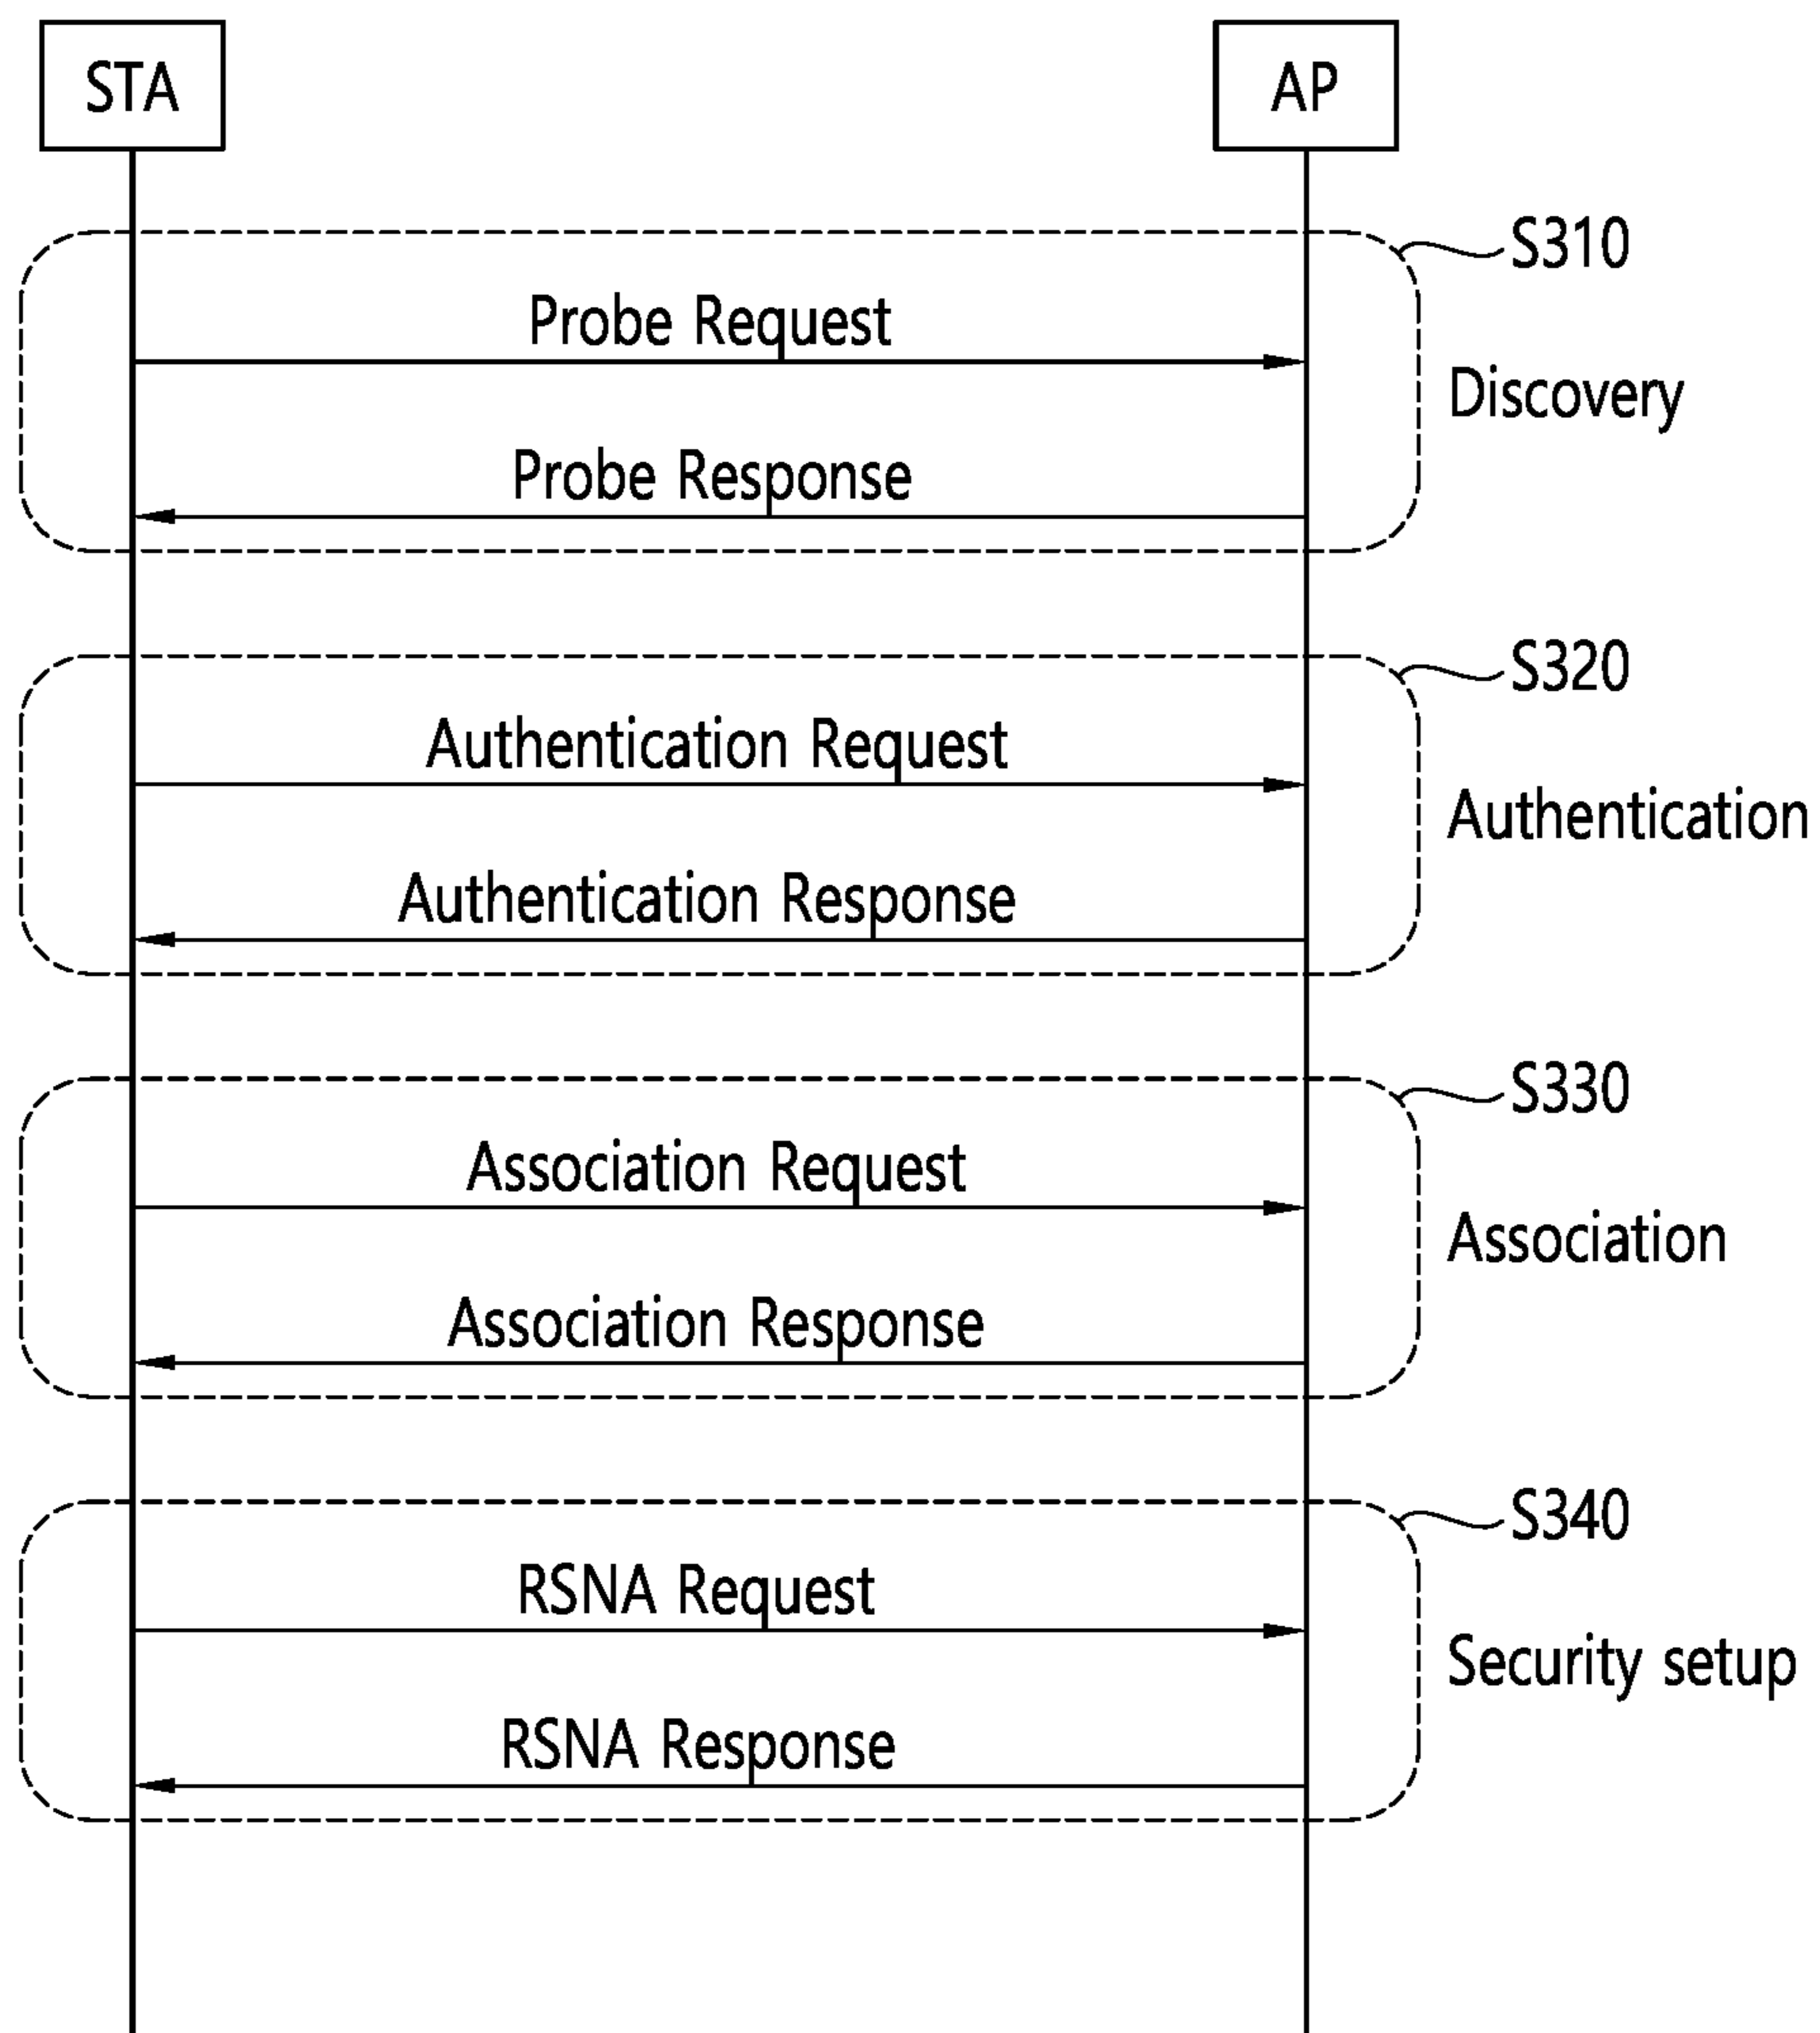 STA
AP
S310
Probe Request
Discovery
Probe Response
S320
Authentication Request
Authentication
Authentication Response
S330
Association Request
Association
Association Response
S340
RSNA Request
Security setup
RSNA Response